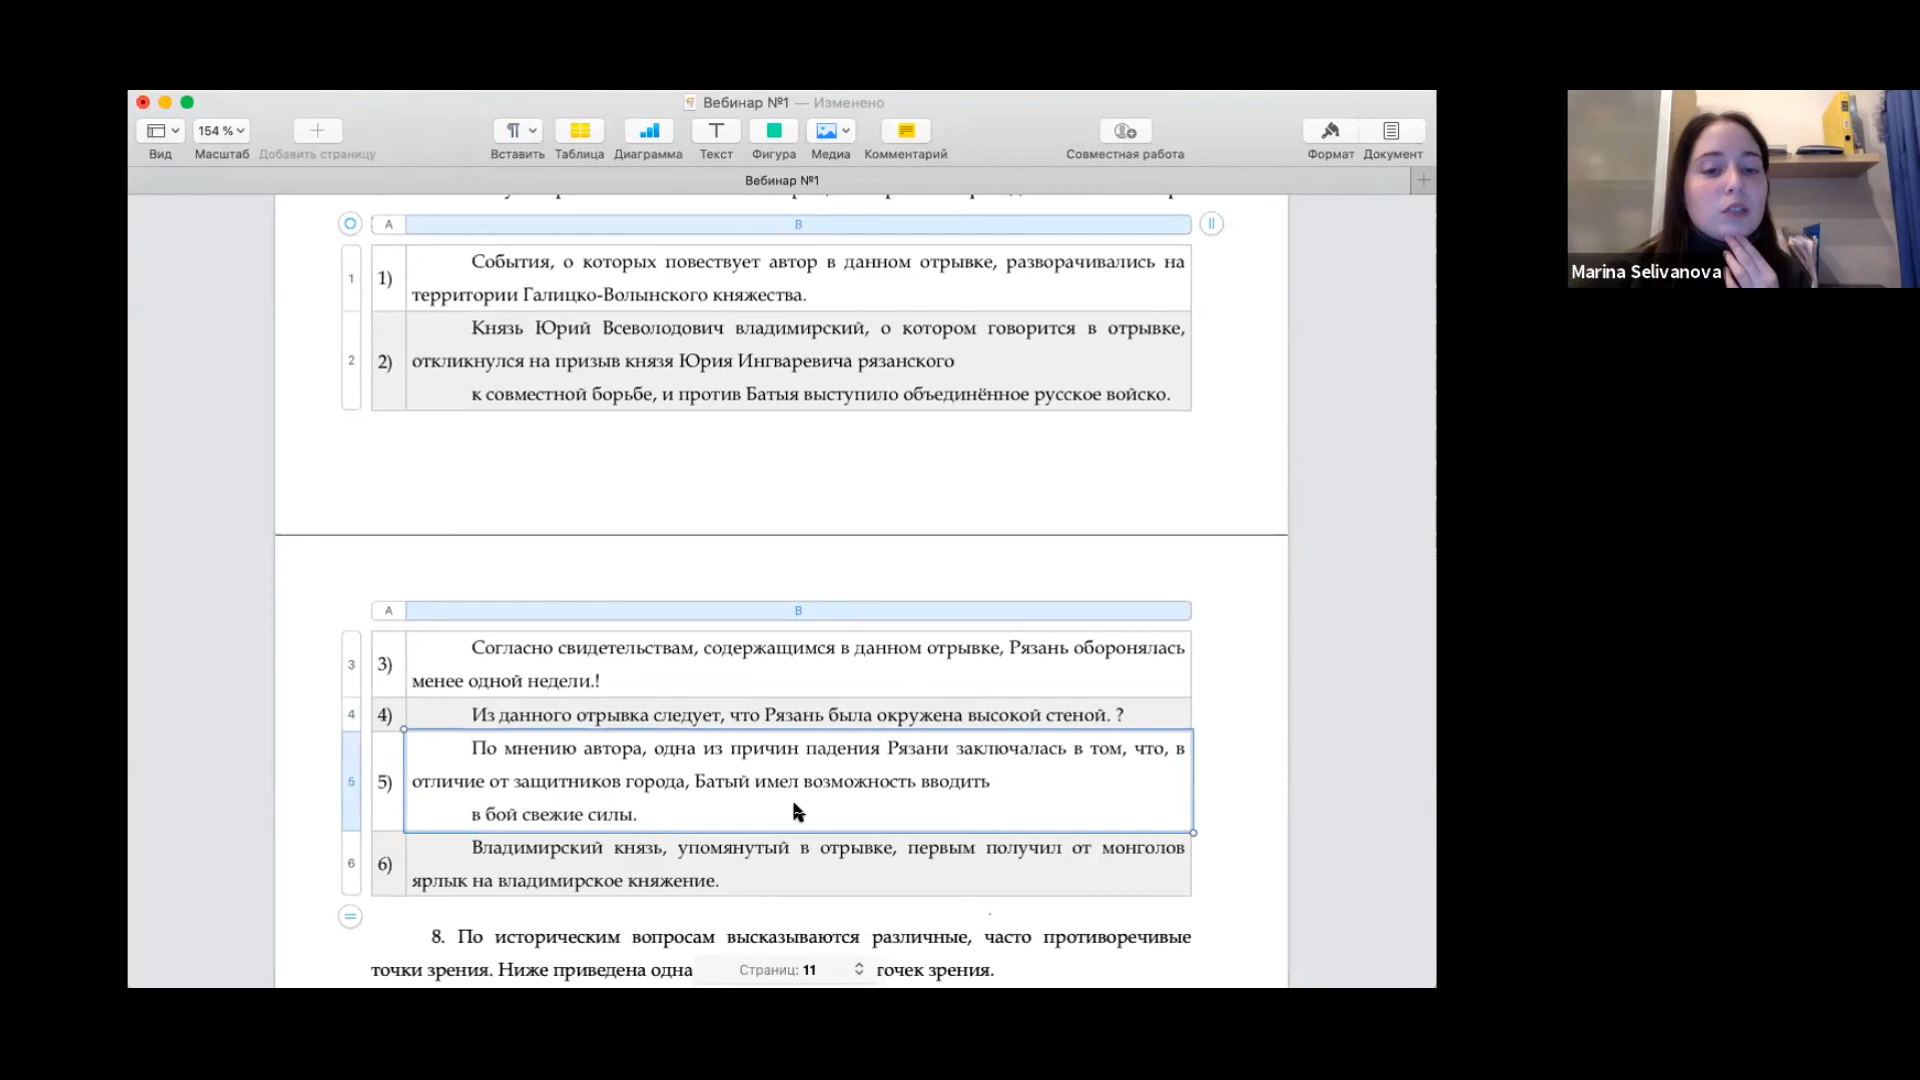 Вебинар №1 — Изменено
154 %
Вид
Масштаб
Добавить страницу
Вставить
Таблица
Диаграмма
Текст
Фигура
Медиа
Комментарий
Совместная работа
Формат
Документ
Вебинар №1
A
B
1
1)
События, о которых повествует автор в данном отрывке, разворачивались на
территории Галицко-Волынского княжества.
2
2)
Князь Юрий Всеволодович владимирский, о котором говорится в отрывке,
откликнулся на призыв князя Юрия Ингваревича рязанского
к совместной борьбе, и против Батыя выступило объединённое русское войско.
A
B
3
3)
Согласно свидетельствам, содержащимся в данном отрывке, Рязань оборонялась
менее одной недели.!
4
4)
Из данного отрывка следует, что Рязань была окружена высокой стеной. ?
5
5)
По мнению автора, одна из причин падения Рязани заключалась в том, что, в
отличие от защитников города, Батый имел возможность вводить
в бой свежие силы.
6
6)
Владимирский князь, упомянутый в отрывке, первым получил от монголов
ярлык на владимирское княжение.
8. По историческим вопросам высказываются различные, часто противоречивые
точки зрения. Ниже приведена одна точек зрения.
Страниц: 11
Marina Selivanova